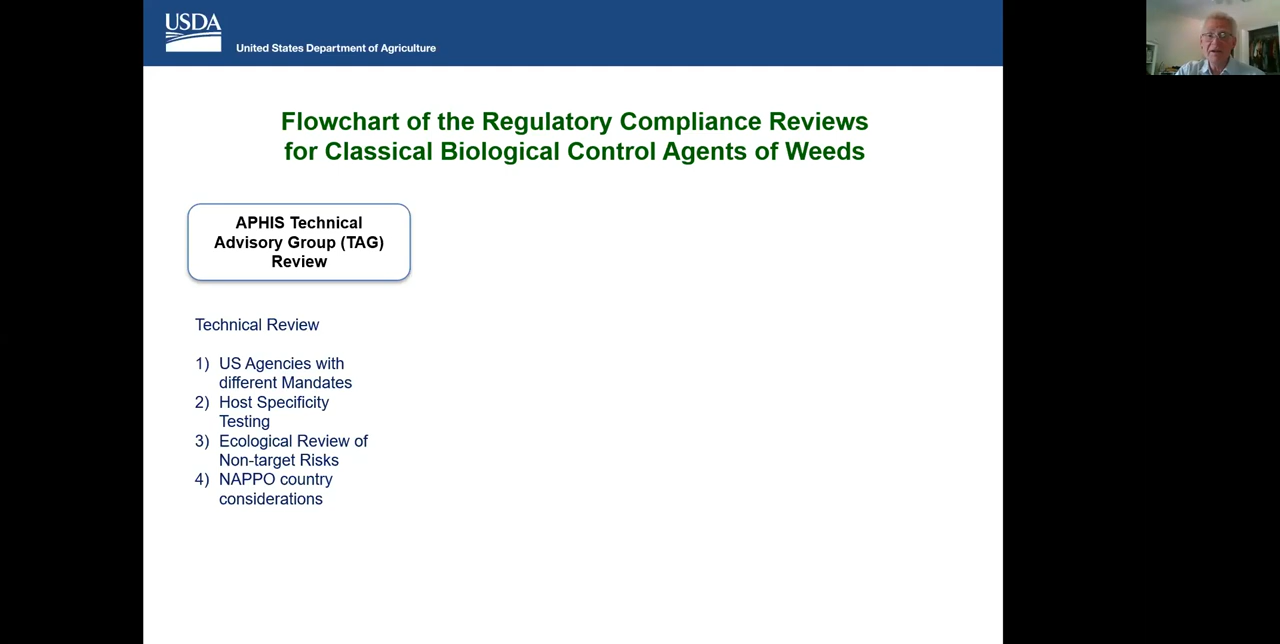 USDA
United States Department of Agriculture
Flowchart of the Regulatory Compliance Reviews
for Classical Biological Control Agents of Weeds
APHIS Technical
Advisory Group (TAG)
Review
Technical Review
1) US Agencies with
different Mandates
2) Host Specificity
Testing
3) Ecological Review of
Non-target Risks
4) NAPPO country
considerations